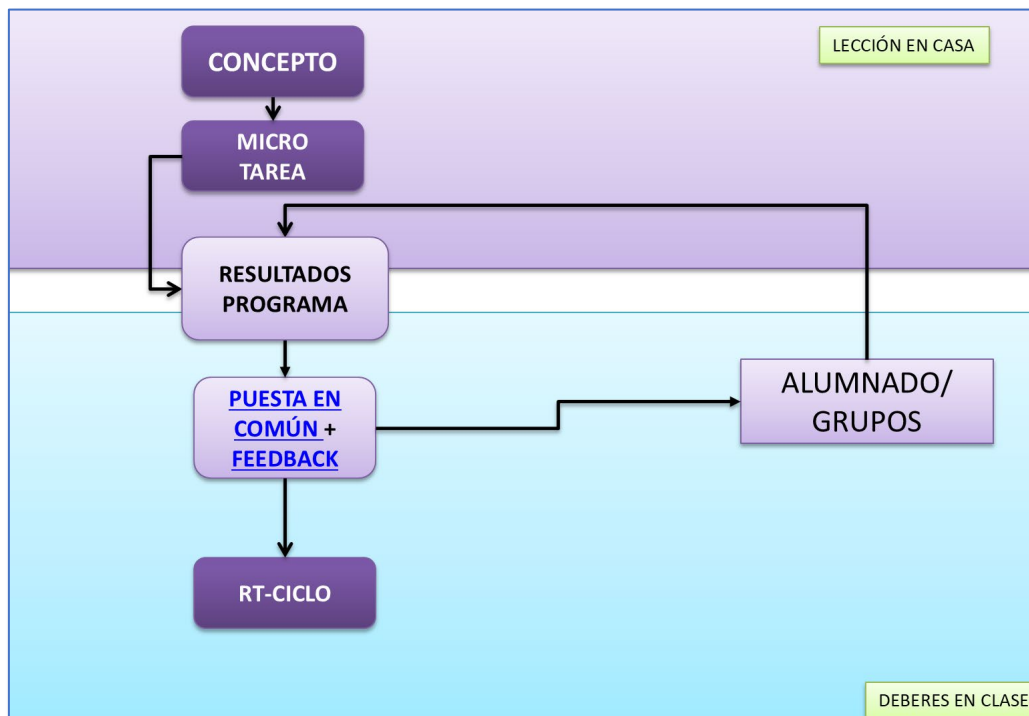 CONCEPTO
LECCIÓN EN CASA
MICRO
TAREA
RESULTADOS
PROGRAMA
PUESTA EN
COMÚN +
FEEDBACK
ALUMNADO/
GRUPOS
RT-CICLO
DEBERES EN CLASE